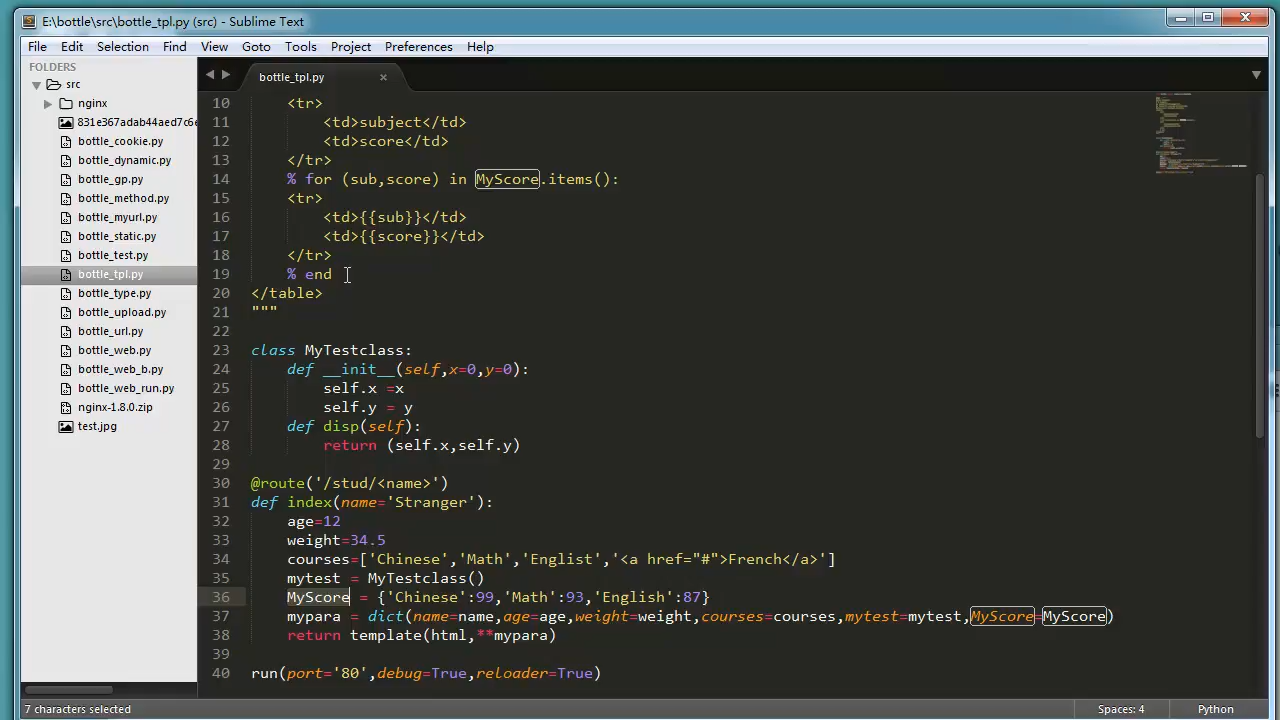 E:\bottle\src\bottle_tpl.py (src) - Sublime Text
File Edit Selection Find View Goto Tools Project Preferences Help
FOLDERS
src
nginx
831e367adab44aed7c6e
bottle_cookie.py
bottle_dynamic.py
bottle_gp.py
bottle_method.py
bottle_myurl.py
bottle_static.py
bottle_test.py
bottle_tpl.py
bottle_type.py
bottle_upload.py
bottle_url.py
bottle_web.py
bottle_web_b.py
bottle_web_run.py
nginx-1.8.0.zip
test.jpg
bottle_tpl.py ×
10 <tr>
11 <td>subject</td>
12 <td>score</td>
13 </tr>
14 % for (sub,score) in MyScore.items():
15 <tr>
16 <td>{{sub}}</td>
17 <td>{{score}}</td>
18 </tr>
19 % end
20 </table>
21 """
22
23 class MyTestclass:
24 def __init__(self,x=0,y=0):
25 self.x =x
26 self.y = y
27 def disp(self):
28 return (self.x,self.y)
29
30 @route('/stud/<name>')
31 def index(name='Stranger'):
32 age=12
33 weight=34.5
34 courses=['Chinese','Math','Englist','<a href="#">French</a>']
35 mytest = MyTestclass()
36 MyScore = {'Chinese':99,'Math':93,'English':87}
37 mypara = dict(name=name,age=age,weight=weight,courses=courses,mytest=mytest,MyScore=MyScore)
38 return template(html,**mypara)
39
40 run(port='80',debug=True,reloader=True)
7 characters selected Spaces: 4 Python